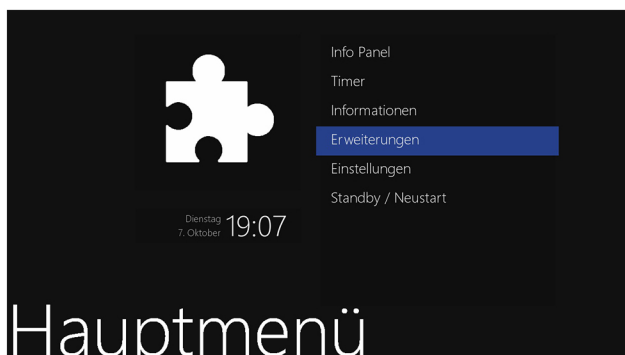 Info Panel
Timer
Informationen
Erweiterungen
Einstellungen
Standby / Neustart
Dienstag
7. Oktober
19:07
Hauptmenü